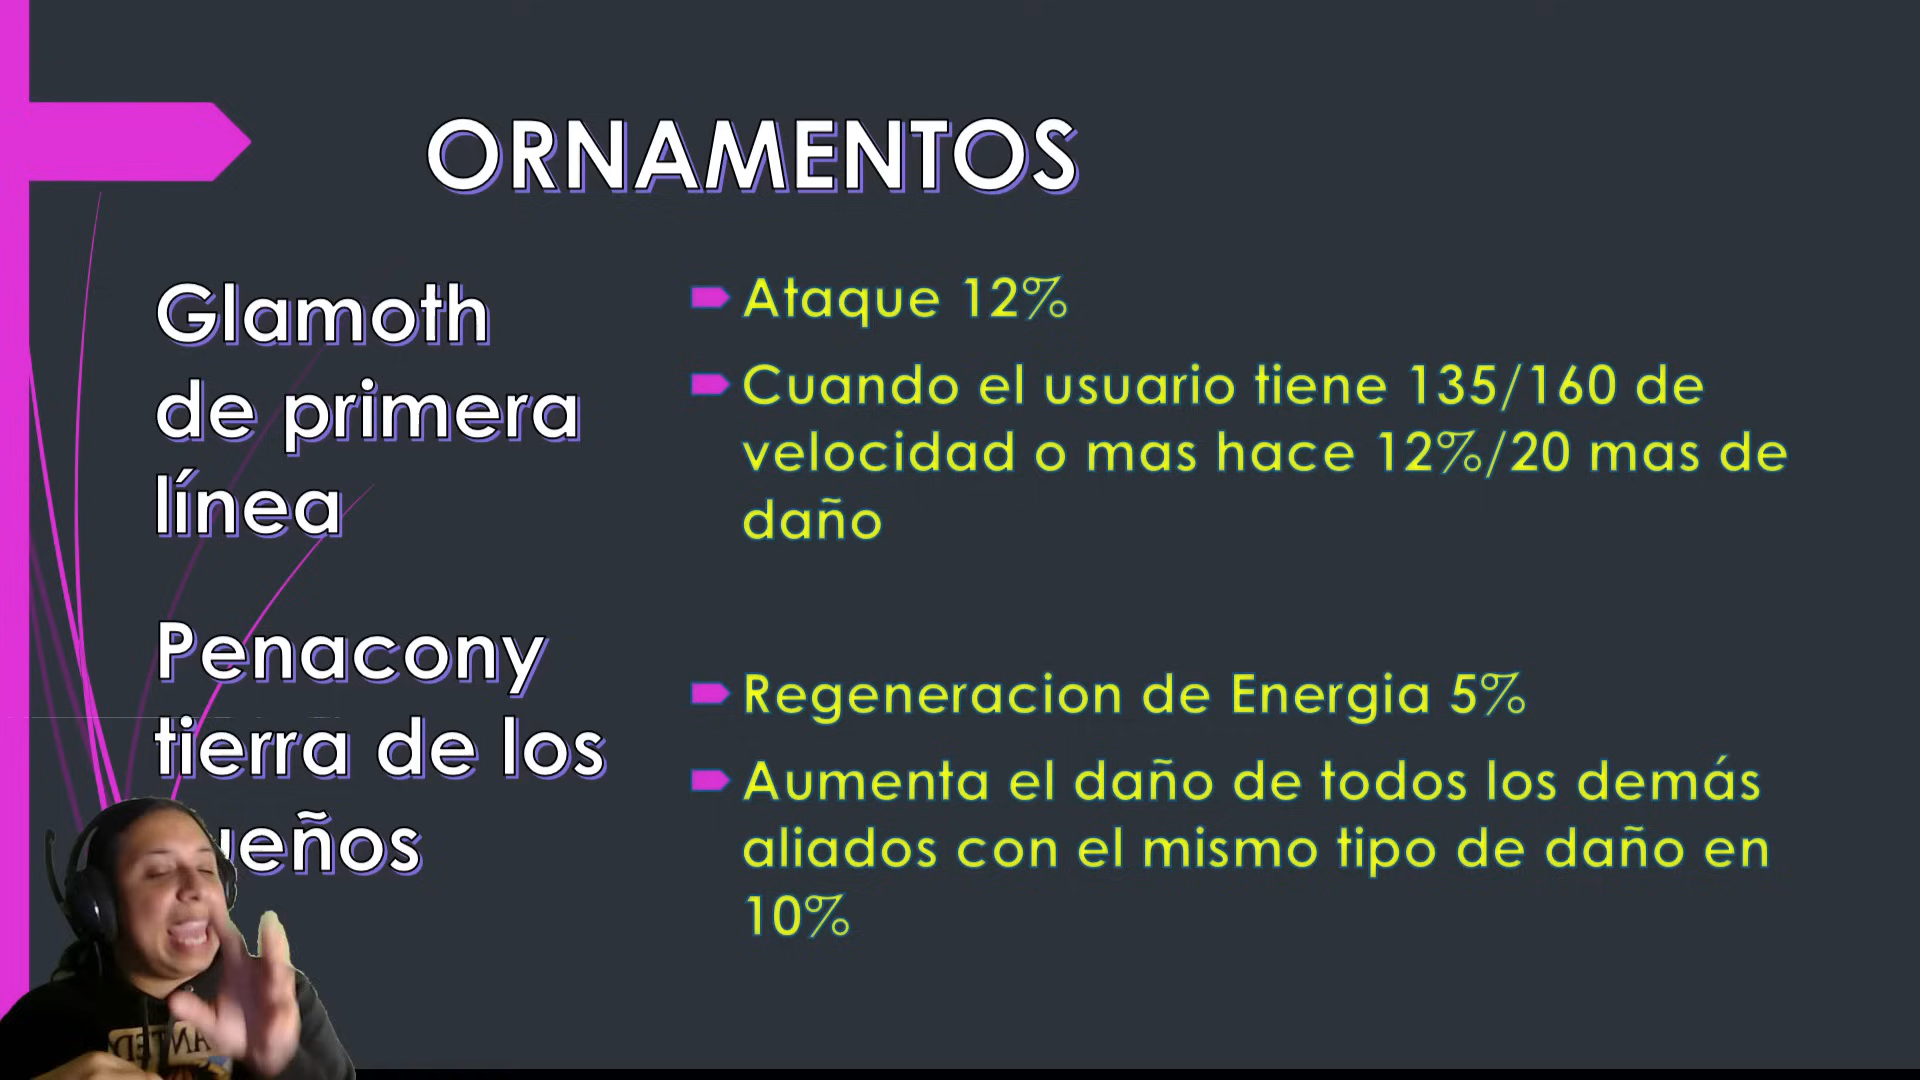 ORNAMENTOS
Glamoth
de primera
línea
Ataque 12%
Cuando el usuario tiene 135/160 de
velocidad o mas hace 12%/20 mas de
daño
Penacony
tierra de los
ueños
Regeneracion de Energia 5%
Aumenta el daño de todos los demás
aliados con el mismo tipo de daño en
10%